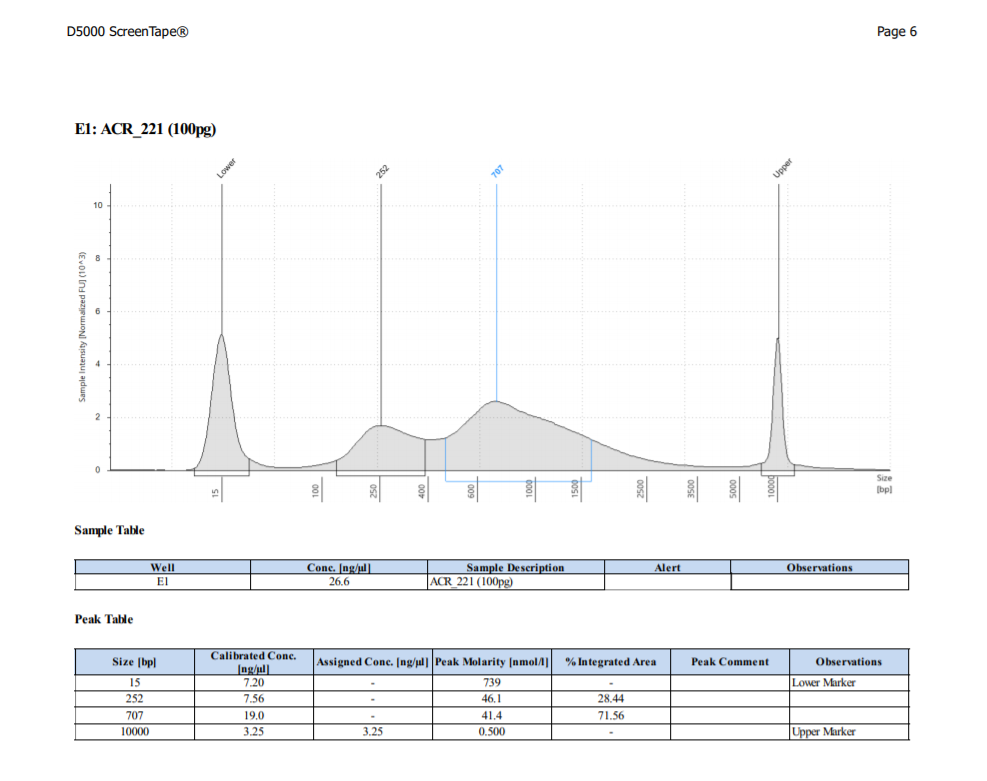 D5000 ScreenTape® Page 6
E1: ACR_221 (100pg)
Lower 252 707 Upper
10
8
6
4
2
0
Sample Intensity [Normalized FU] (10^3)
15 100 250 400 600 1000 1500 2500 3500 5000 10000
Size
[bp]
Sample Table
Well Conc. [ng/µl] Sample Description Alert Observations
E1 26.6 ACR_221 (100pg)
Peak Table
Size [bp] Calibrated Conc. [ng/µl] Assigned Conc. [ng/µl] Peak Molarity [nmol/l] % Integrated Area Peak Comment Observations
15 7.20 - 739 - Lower Marker
252 7.56 - 46.1 28.44
707 19.0 - 41.4 71.56
10000 3.25 3.25 0.500 - Upper Marker